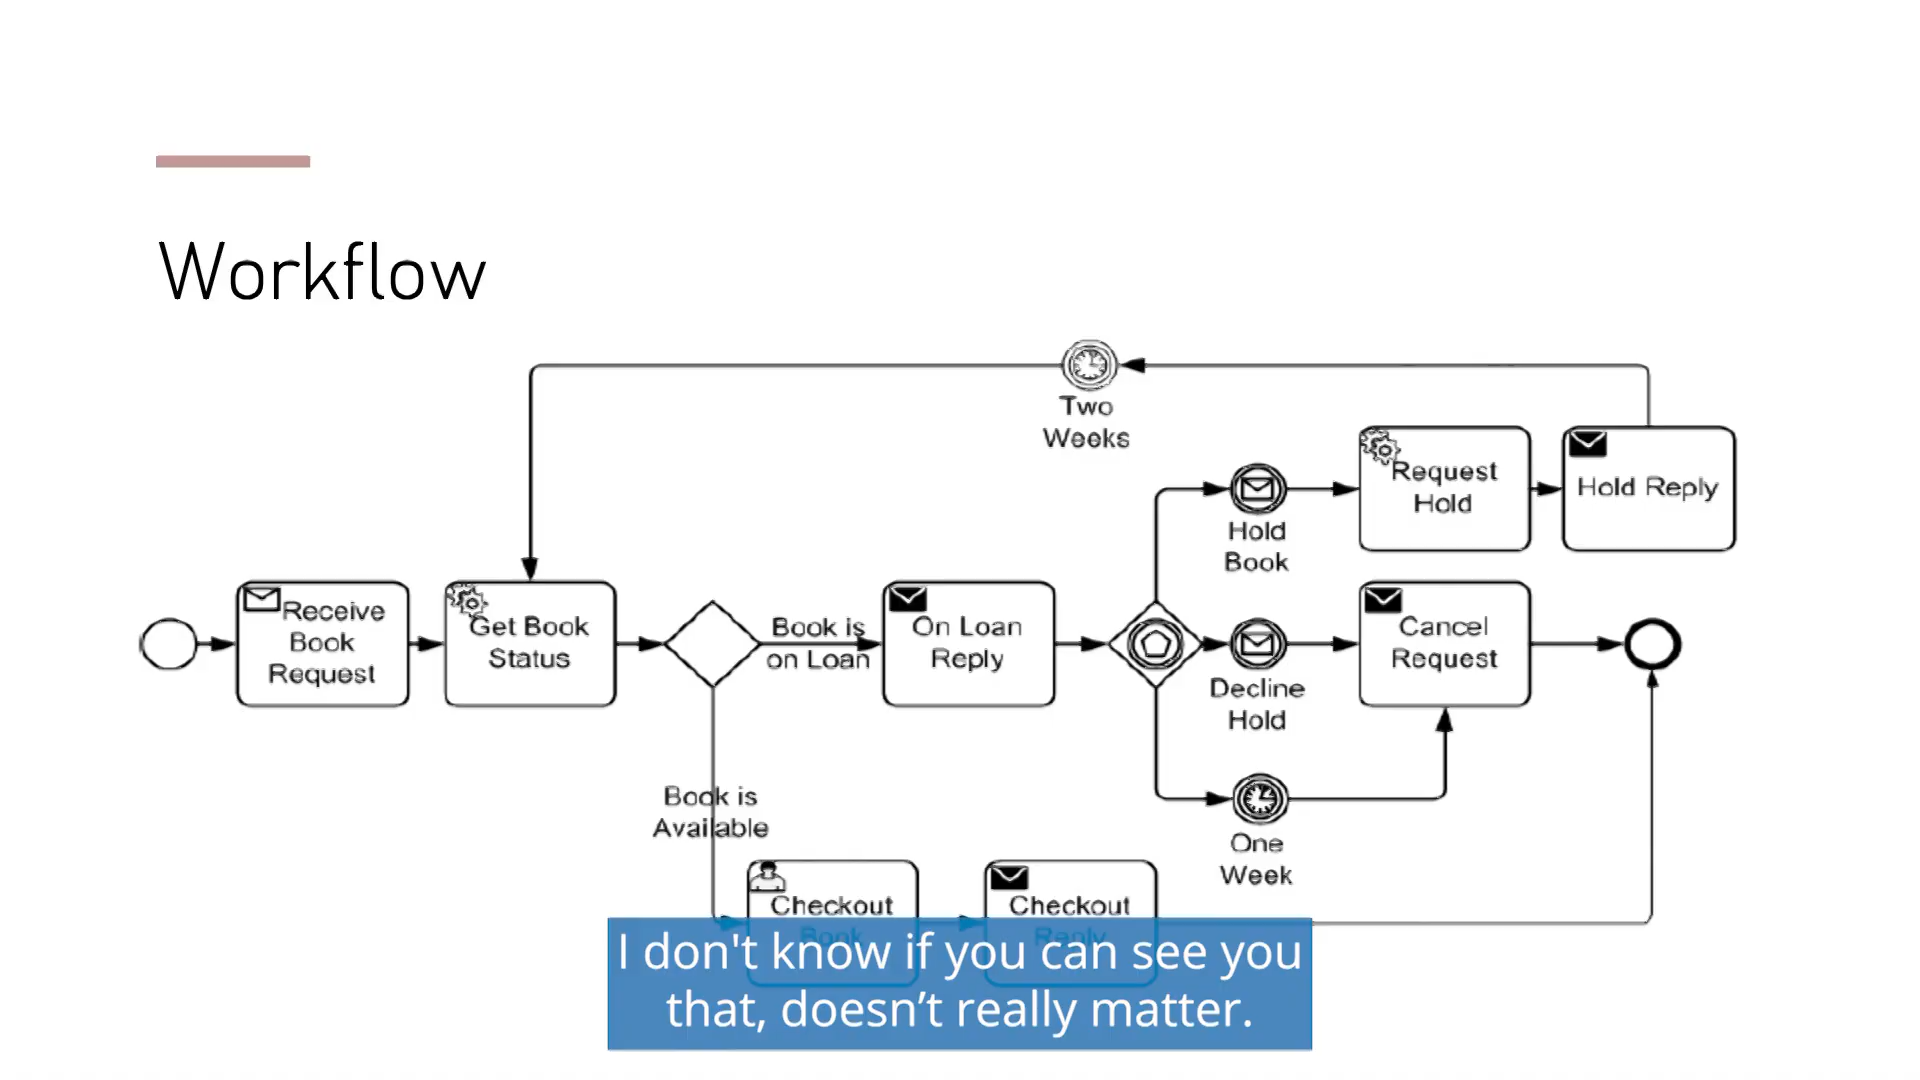 Workflow
Two
Weeks
Request
Hold
Hold Reply
Hold
Book
Receive
Book
Request
Get Book
Status
Book is
on Loan
On Loan
Reply
Decline
Hold
Cancel
Request
Book is
Available
One
Week
Checkout
Book
Checkout
Reply
I don't know if you can see you
that, doesn’t really matter.